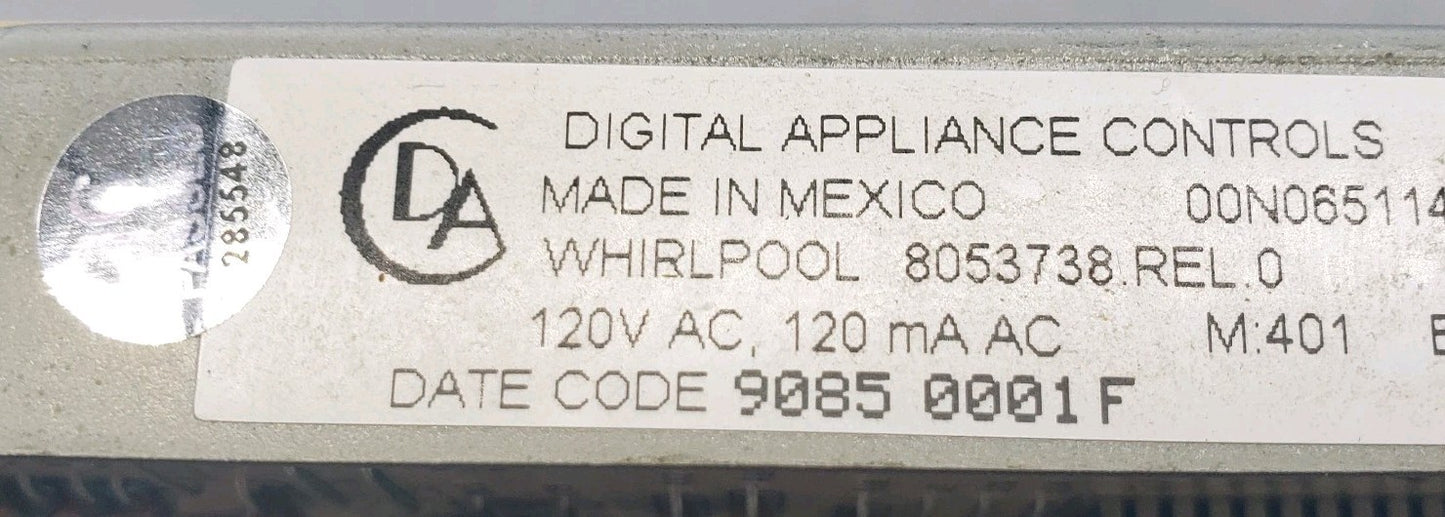 DIGITAL APPLIANCE CONTROLS
CDA
MADE IN MEXICO 00N065114
WHIRLPOOL 8053738.REL.0
120V AC, 120 mA AC M:401
DATE CODE 9085 0001F
285548